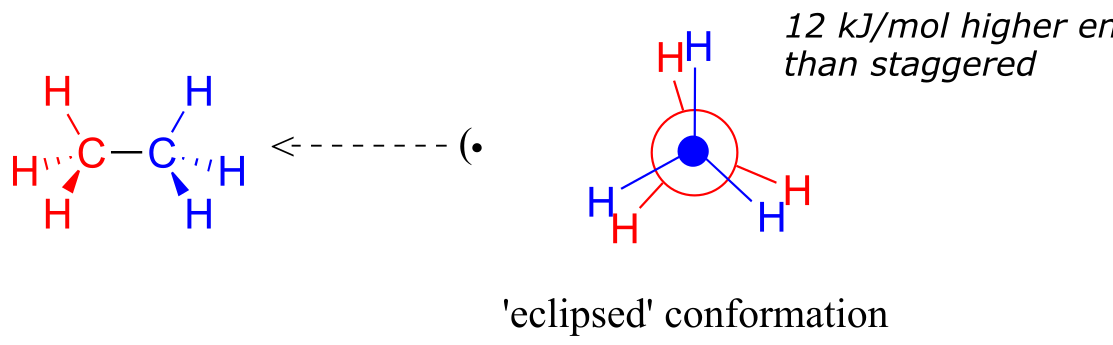 12 kJ/mol higher en
than staggered
H H H H
H C C H
H H H H
H H
H H
H H
'eclipsed' conformation